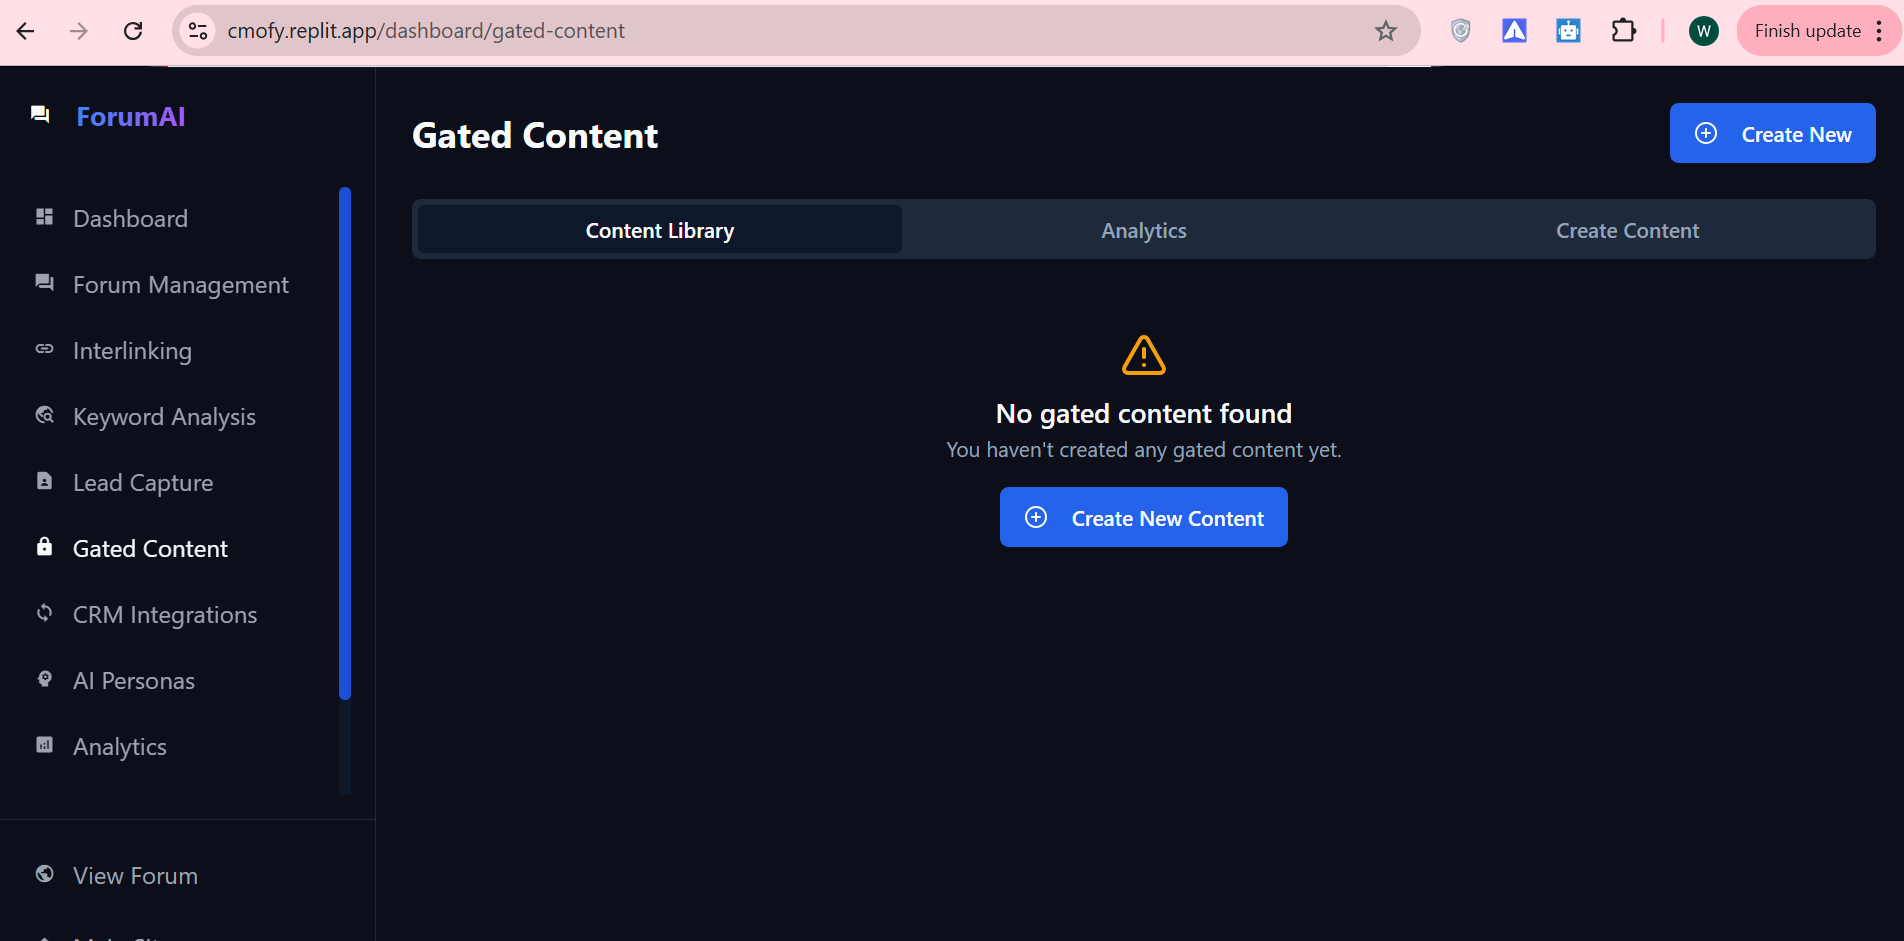 cmofy.replit.app/dashboard/gated-content
W
Finish update
ForumAI
Dashboard
Forum Management
Interlinking
Keyword Analysis
Lead Capture
Gated Content
CRM Integrations
AI Personas
Analytics
View Forum
Gated Content
Create New
Content Library
Analytics
Create Content
No gated content found
You haven't created any gated content yet.
Create New Content